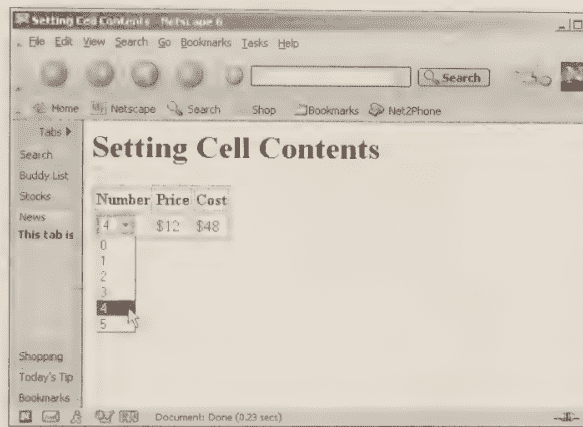 Setting Cell Contents - Netscape 6
File Edit View Search Go Bookmarks Tasks Help
Search
Home Netscape Search Shop Bookmarks Net2Phone
Tabs
Search
Buddy List
Stocks
News
This tab is
Shopping
Today's Tip
Bookmarks
Setting Cell Contents
Number Price Cost
4 $12 $48
0
1
2
3
4
5
Document: Done (0.23 secs)